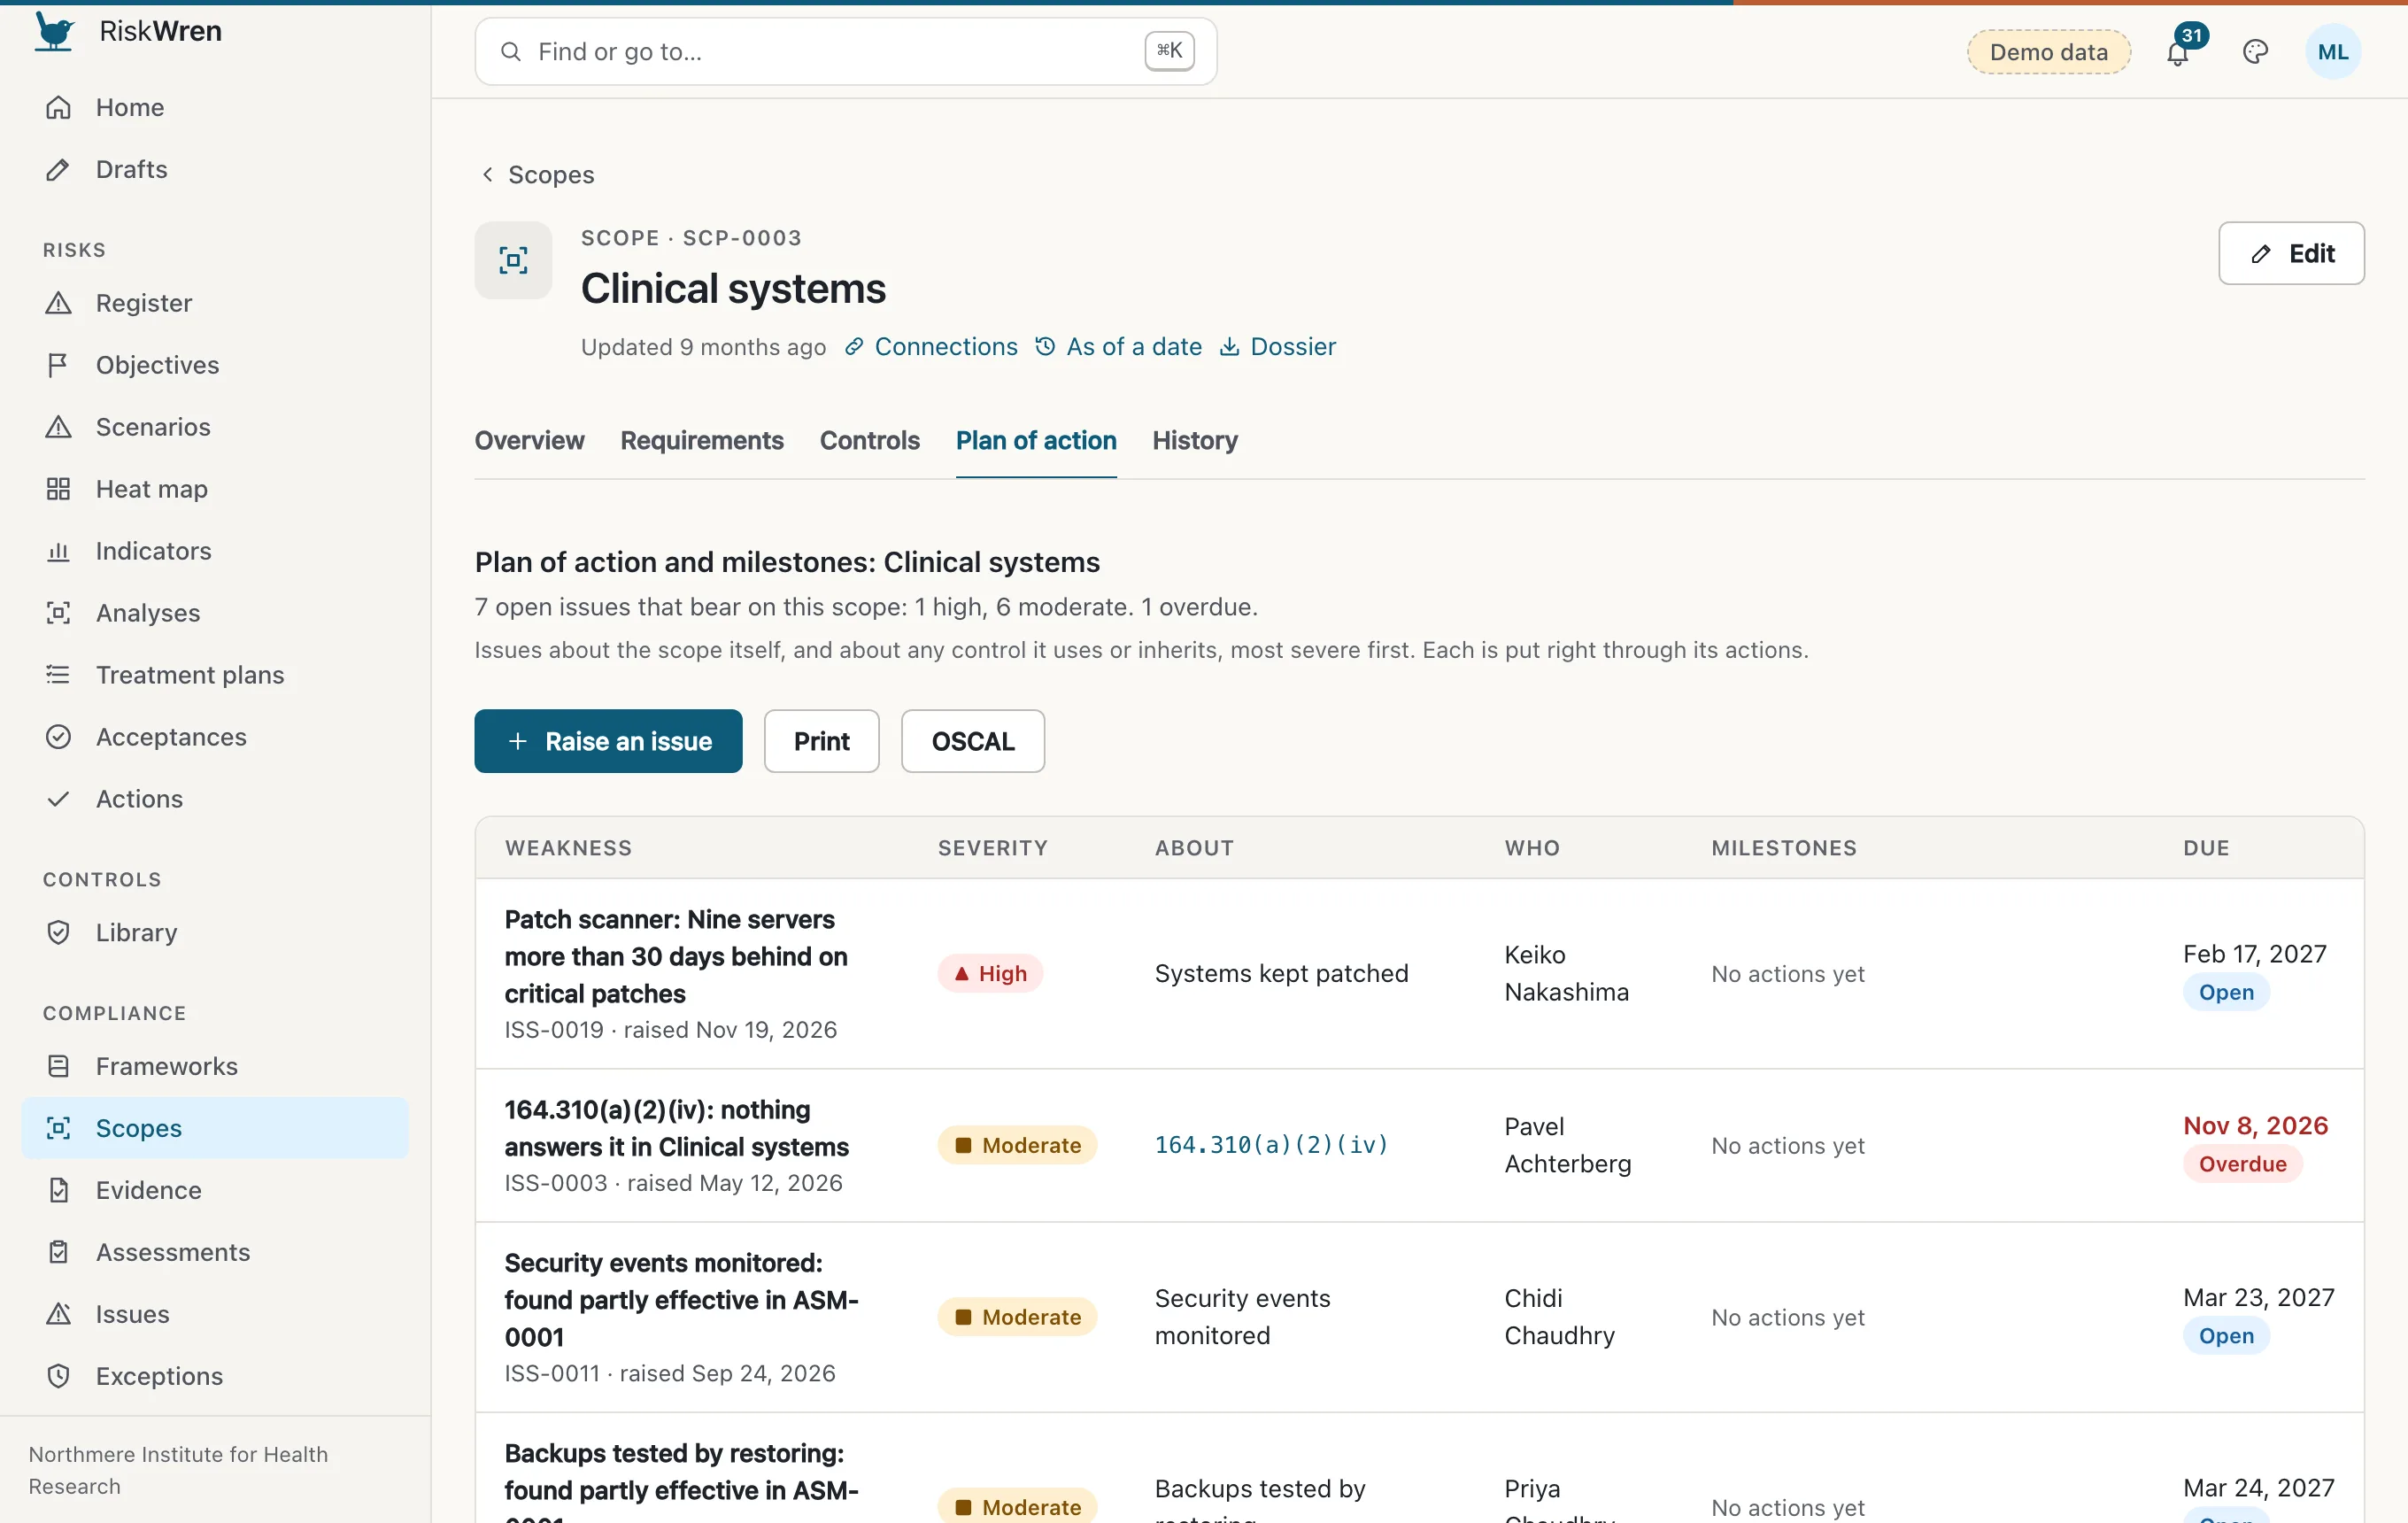 RiskWren
Find or go to...
⌘K
Demo data
31
ML
Home
Drafts
RISKS
Register
Objectives
Scenarios
Heat map
Indicators
Analyses
Treatment plans
Acceptances
Actions
CONTROLS
Library
COMPLIANCE
Frameworks
Scopes
Evidence
Assessments
Issues
Exceptions
Northmere Institute for Health
Research
Scopes
SCOPE · SCP-0003
Clinical systems
Edit
Updated 9 months ago Connections As of a date Dossier
Overview Requirements Controls Plan of action History
Plan of action and milestones: Clinical systems
7 open issues that bear on this scope: 1 high, 6 moderate. 1 overdue.
Issues about the scope itself, and about any control it uses or inherits, most severe first. Each is put right through its actions.
Raise an issue Print OSCAL
WEAKNESS SEVERITY ABOUT WHO MILESTONES DUE
Patch scanner: Nine servers
more than 30 days behind on
critical patches
ISS-0019 · raised Nov 19, 2026
High
Systems kept patched
Keiko
Nakashima
No actions yet
Feb 17, 2027
Open
164.310(a)(2)(iv): nothing
answers it in Clinical systems
ISS-0003 · raised May 12, 2026
Moderate
164.310(a)(2)(iv)
Pavel
Achterberg
No actions yet
Nov 8, 2026
Overdue
Security events monitored:
found partly effective in ASM-
0001
ISS-0011 · raised Sep 24, 2026
Moderate
Security events
monitored
Chidi
Chaudhry
No actions yet
Mar 23, 2027
Open
Backups tested by restoring:
found partly effective in ASM-
0001
Moderate
Backups tested by
restoring
Priya
Chaudhry
No actions yet
Mar 24, 2027
Open